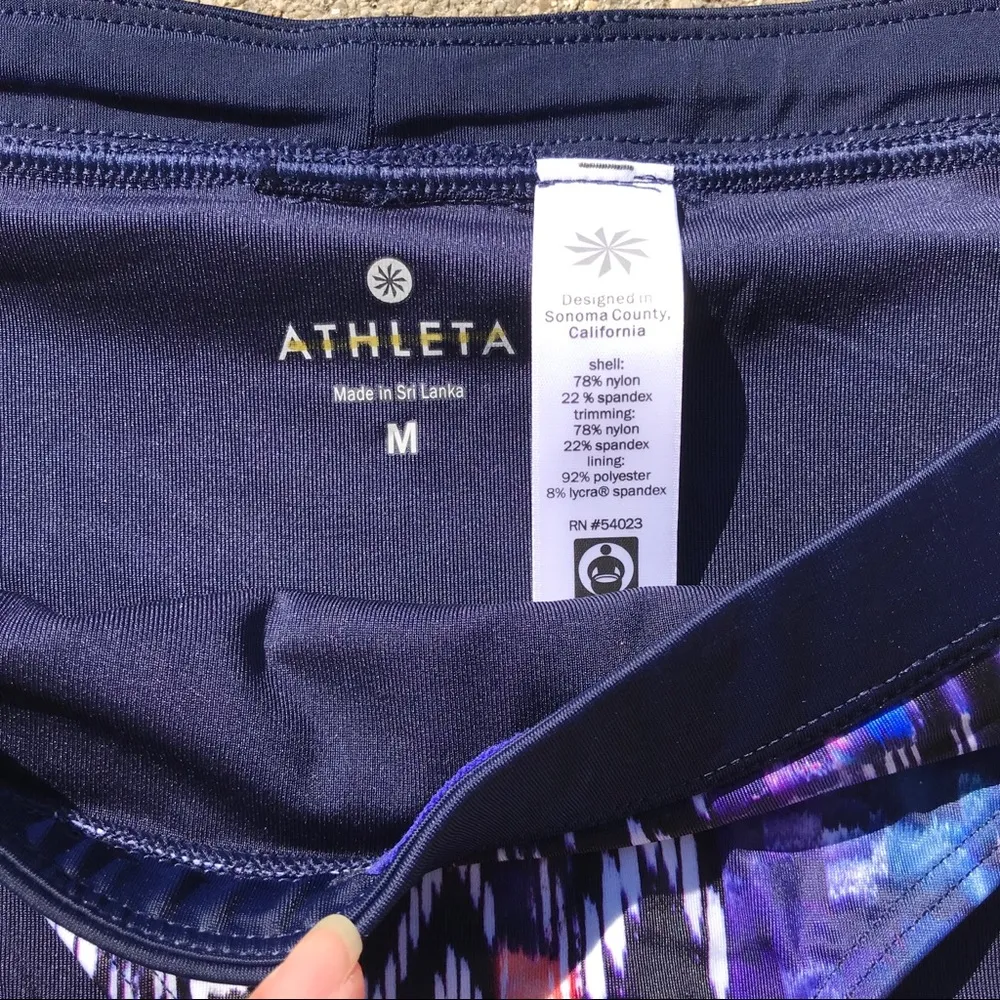 ATHLETA
Made in Sri Lanka
M
Designed in
Sonoma County,
California
shell:
78% nylon
22 % spandex
trimming:
78% nylon
22% spandex
lining:
92% polyester
8% lycra® spandex
RN #54023